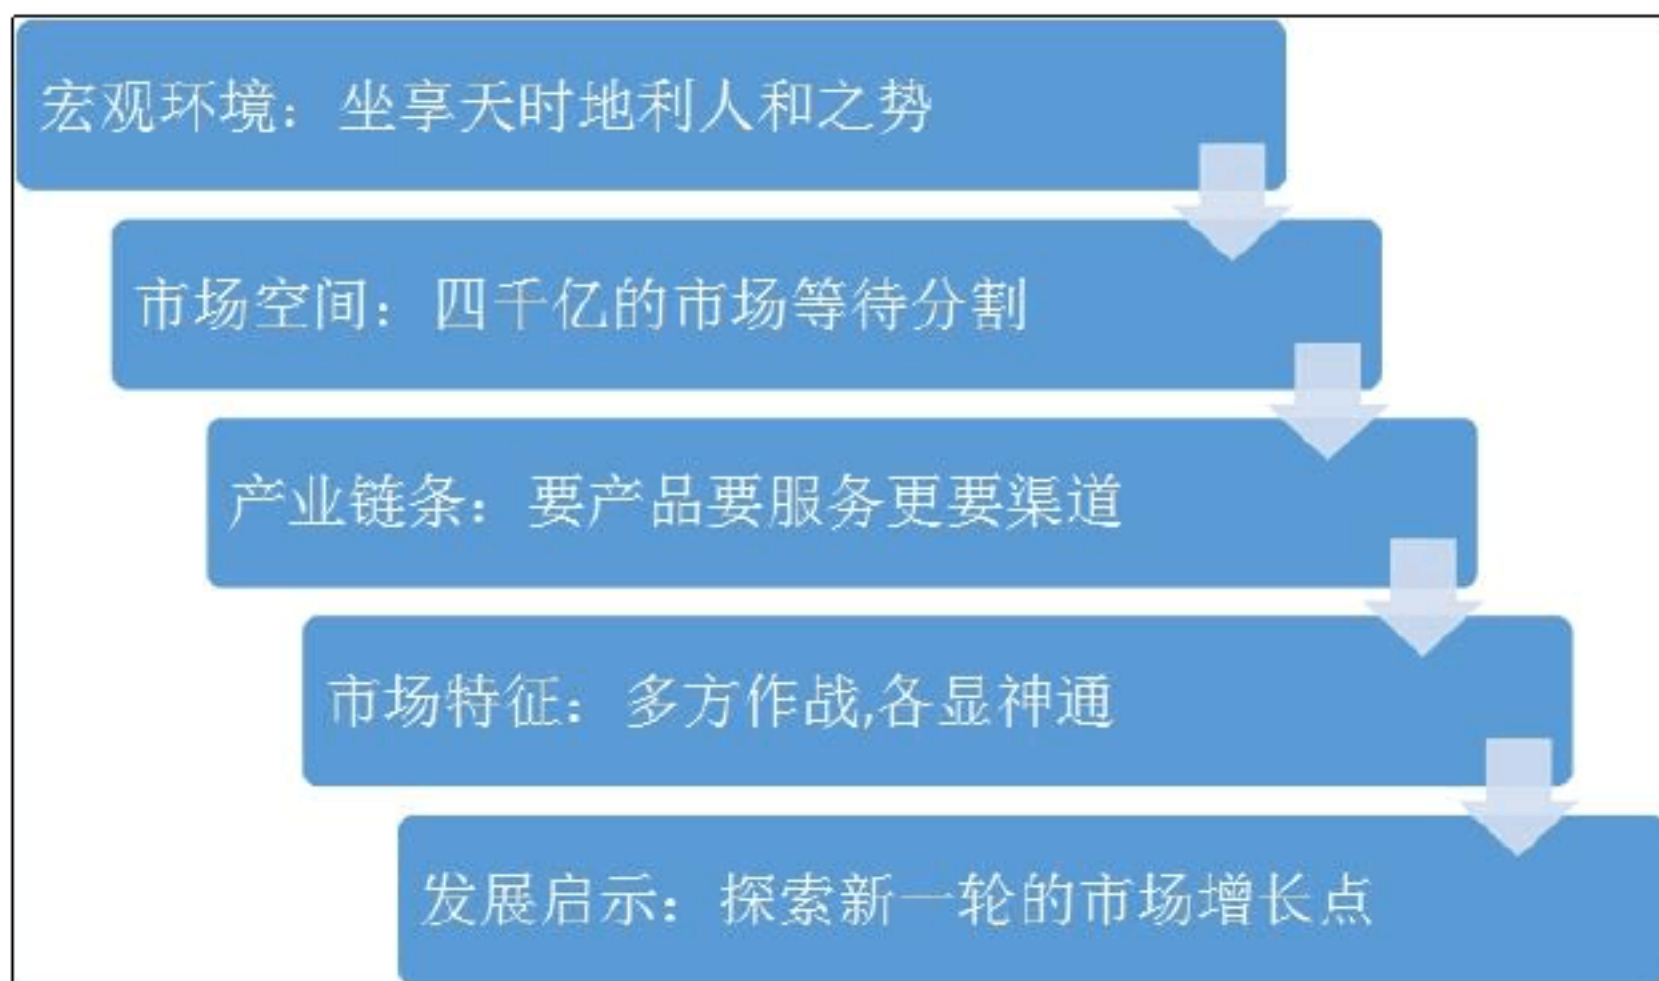 宏观环境：坐享天时地利人和之势
市场空间：四千亿的市场等待分割
产业链条：要产品要服务更要渠道
市场特征：多方作战,各显神通
发展启示：探索新一轮的市场增长点